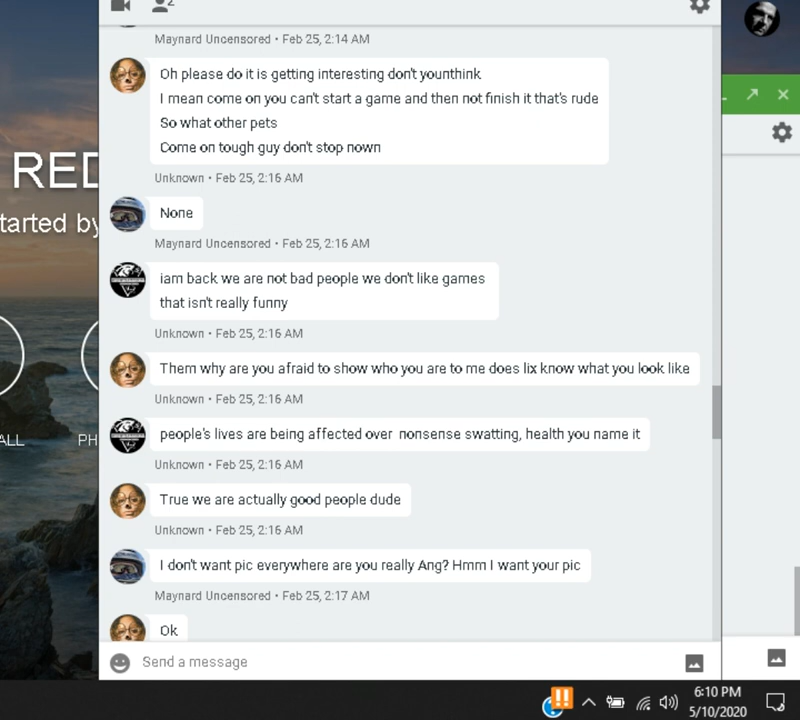 2
Maynard Uncensored • Feb 25, 2:14 AM
Oh please do it is getting interesting don't younthink
I mean come on you can't start a game and then not finish it that's rude
So what other pets
Come on tough guy don't stop nown
Unknown • Feb 25, 2:16 AM
None
Maynard Uncensored • Feb 25, 2:16 AM
iam back we are not bad people we don't like games
that isn't really funny
Unknown • Feb 25, 2:16 AM
Them why are you afraid to show who you are to me does lix know what you look like
Unknown • Feb 25, 2:16 AM
people's lives are being affected over nonsense swatting, health you name it
Unknown • Feb 25, 2:16 AM
True we are actually good people dude
Unknown • Feb 25, 2:16 AM
I don't want pic everywhere are you really Ang? Hmm I want your pic
Maynard Uncensored • Feb 25, 2:17 AM
Ok
Send a message
RED
tarted by
ALL
PH
6:10 PM
5/10/2020